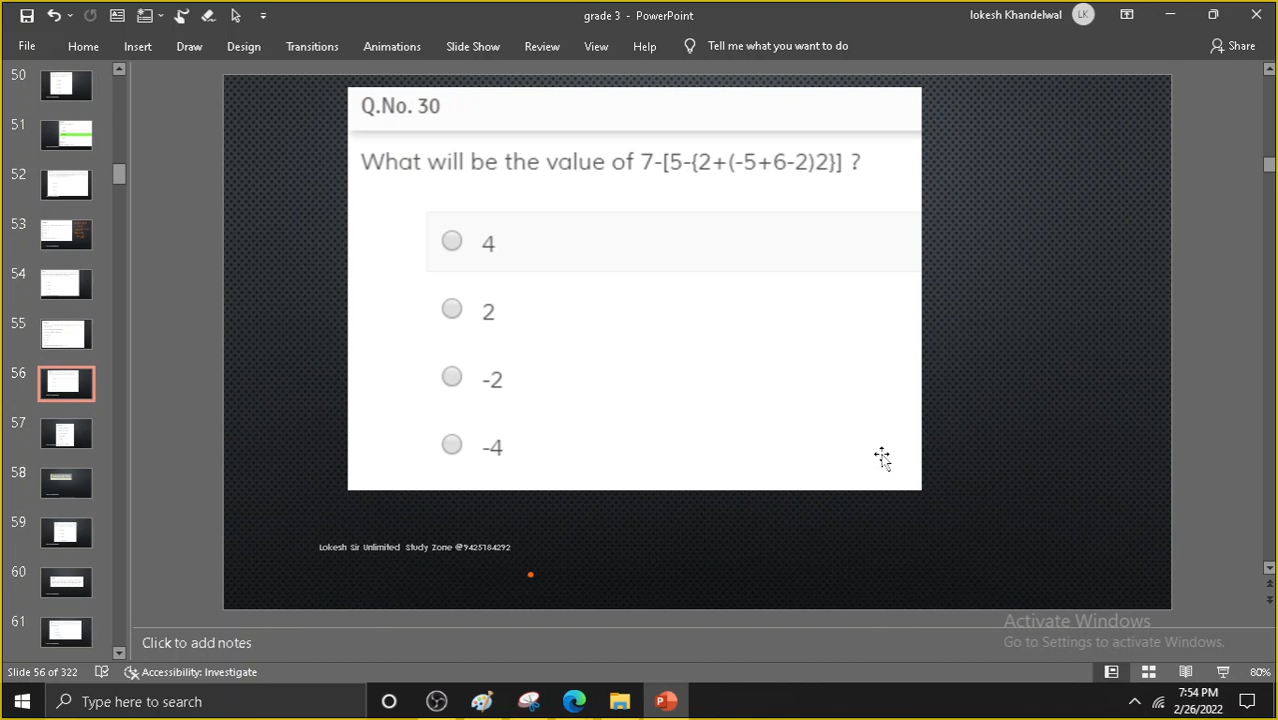 grade 3 - PowerPoint
lokesh Khandelwal LK
File Home Insert Draw Design Transitions Animations Slide Show Review View Help Tell me what you want to do Share
50
51
52
53
54
55
56
57
58
59
60
61
Q.No. 30
What will be the value of 7-[5-{2+(-5+6-2)2}] ?
4
2
-2
-4
Lokesh Sir Unlimited Study Zone @9425184292
Activate Windows
Go to Settings to activate Windows.
Click to add notes
Slide 56 of 322 Accessibility: Investigate 80%
Type here to search
7:54 PM
2/26/2022